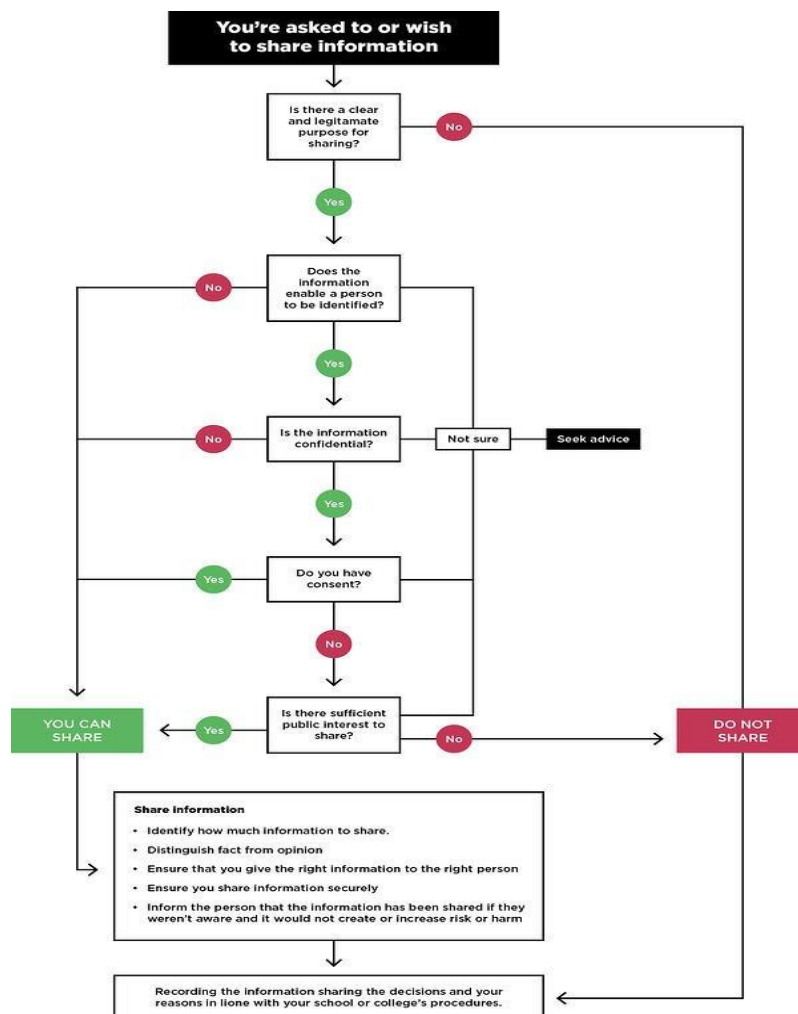 You're asked to or wish
to share information
Is there a clear
and legitamate
purpose for
sharing?
No
Yes
Does the
information
enable a person
to be identified?
No
Yes
Is the information
confidential?
No
Not sure
Seek advice
Yes
Do you have
consent?
Yes
No
Is there sufficient
public interest to
share?
Yes
No
YOU CAN
SHARE
DO NOT
SHARE
Share information
• Identify how much information to share.
• Distinguish fact from opinion
• Ensure that you give the right information to the right person
• Ensure you share information securely
• Inform the person that the information has been shared if they
weren't aware and it would not create or increase risk or harm
Recording the information sharing the decisions and your
reasons in lione with your school or college's procedures.